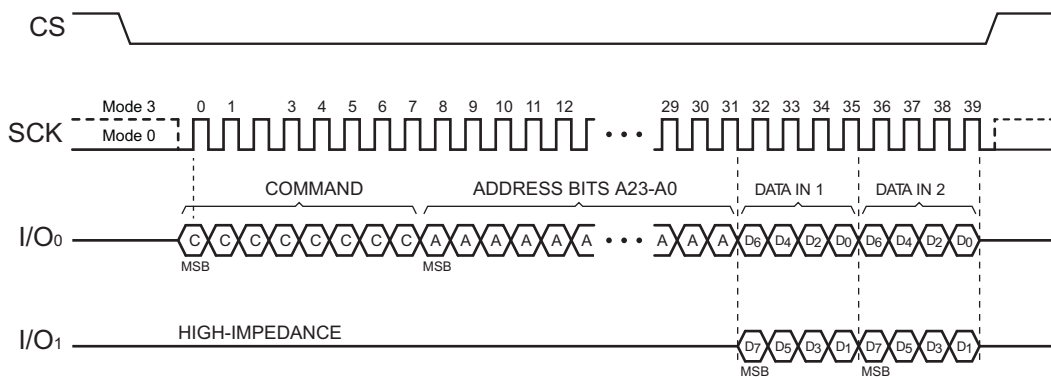 CS
Mode 3 0 1 3 4 5 6 7 8 9 10 11 12 29 30 31 32 33 34 35 36 37 38 39
SCK Mode 0
COMMAND ADDRESS BITS A23-A0 DATA IN 1 DATA IN 2
I/O0 C C C C C C C C A A A A A A A A A D6 D4 D2 D0 D6 D4 D2 D0
MSB MSB
HIGH-IMPEDANCE
I/O1 D7 D5 D3 D1 D7 D5 D3 D1
MSB MSB